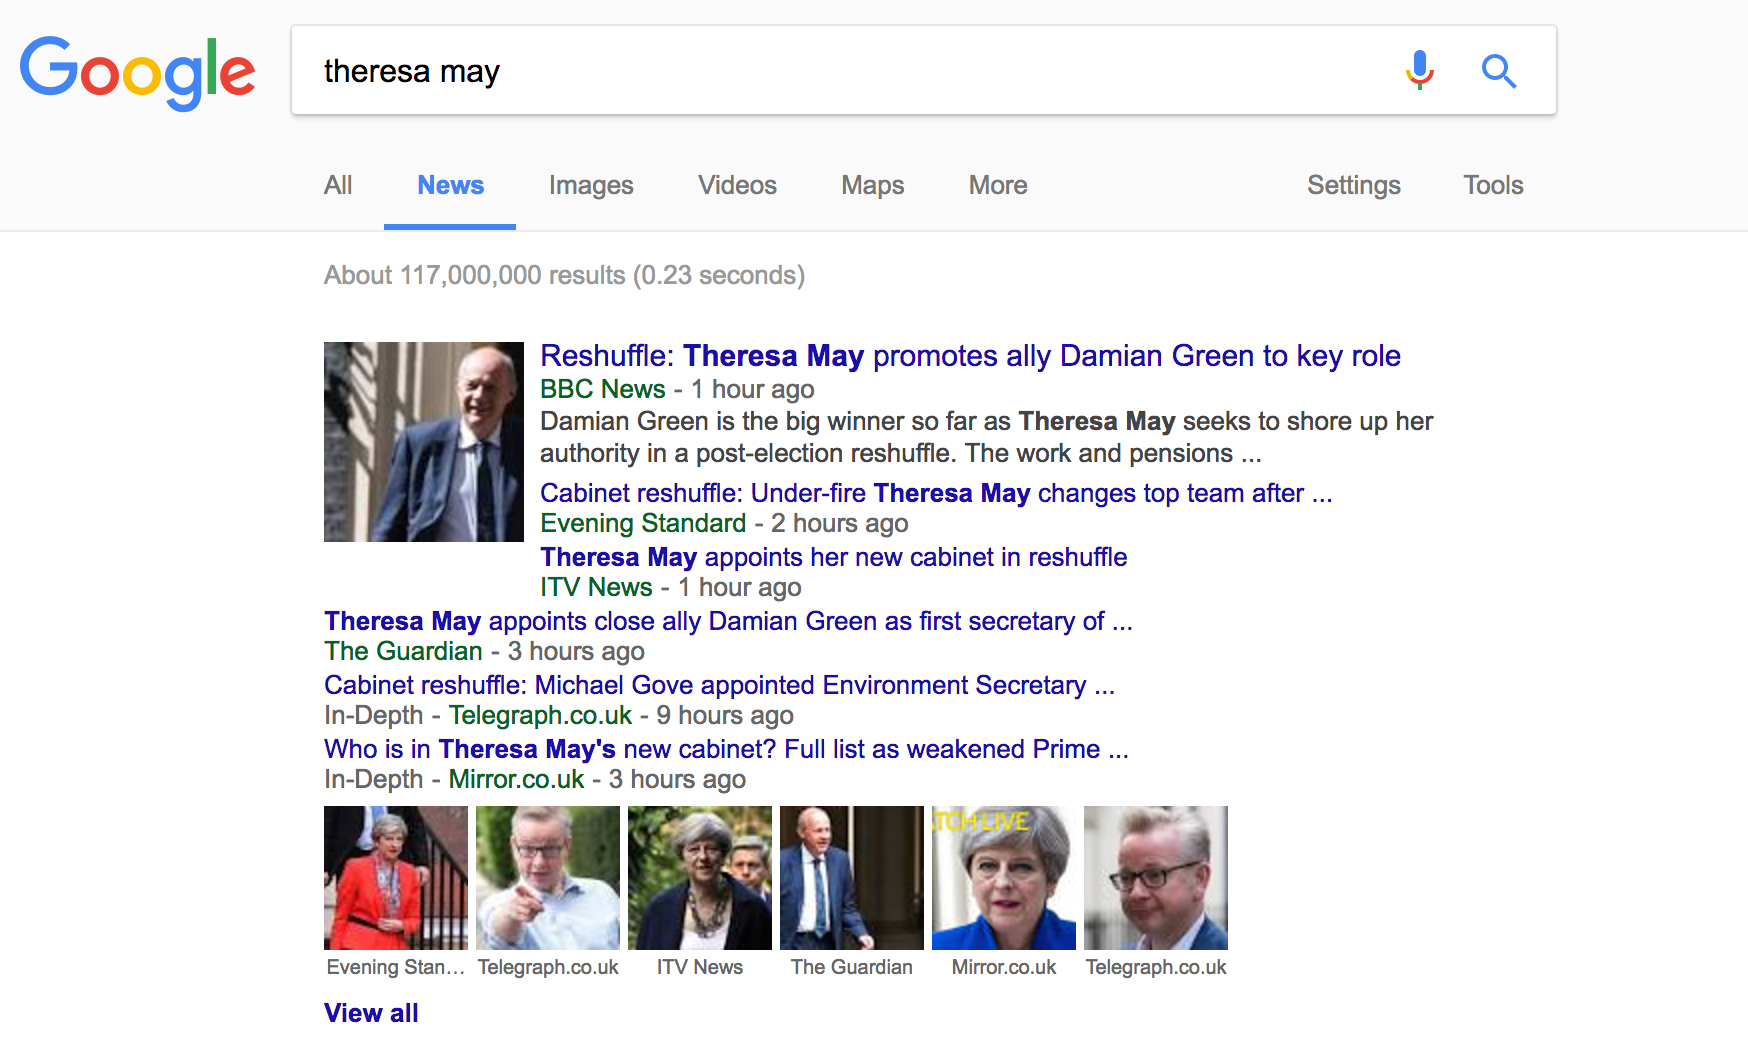 Google
theresa may
All News Images Videos Maps More Settings Tools
About 117,000,000 results (0.23 seconds)
Reshuffle: Theresa May promotes ally Damian Green to key role
BBC News - 1 hour ago
Damian Green is the big winner so far as Theresa May seeks to shore up her
authority in a post-election reshuffle. The work and pensions ...
Cabinet reshuffle: Under-fire Theresa May changes top team after ...
Evening Standard - 2 hours ago
Theresa May appoints her new cabinet in reshuffle
ITV News - 1 hour ago
Theresa May appoints close ally Damian Green as first secretary of ...
The Guardian - 3 hours ago
Cabinet reshuffle: Michael Gove appointed Environment Secretary ...
In-Depth - Telegraph.co.uk - 9 hours ago
Who is in Theresa May's new cabinet? Full list as weakened Prime ...
In-Depth - Mirror.co.uk - 3 hours ago
TCH LIVE
Evening Stan... Telegraph.co.uk ITV News The Guardian Mirror.co.uk Telegraph.co.uk
View all